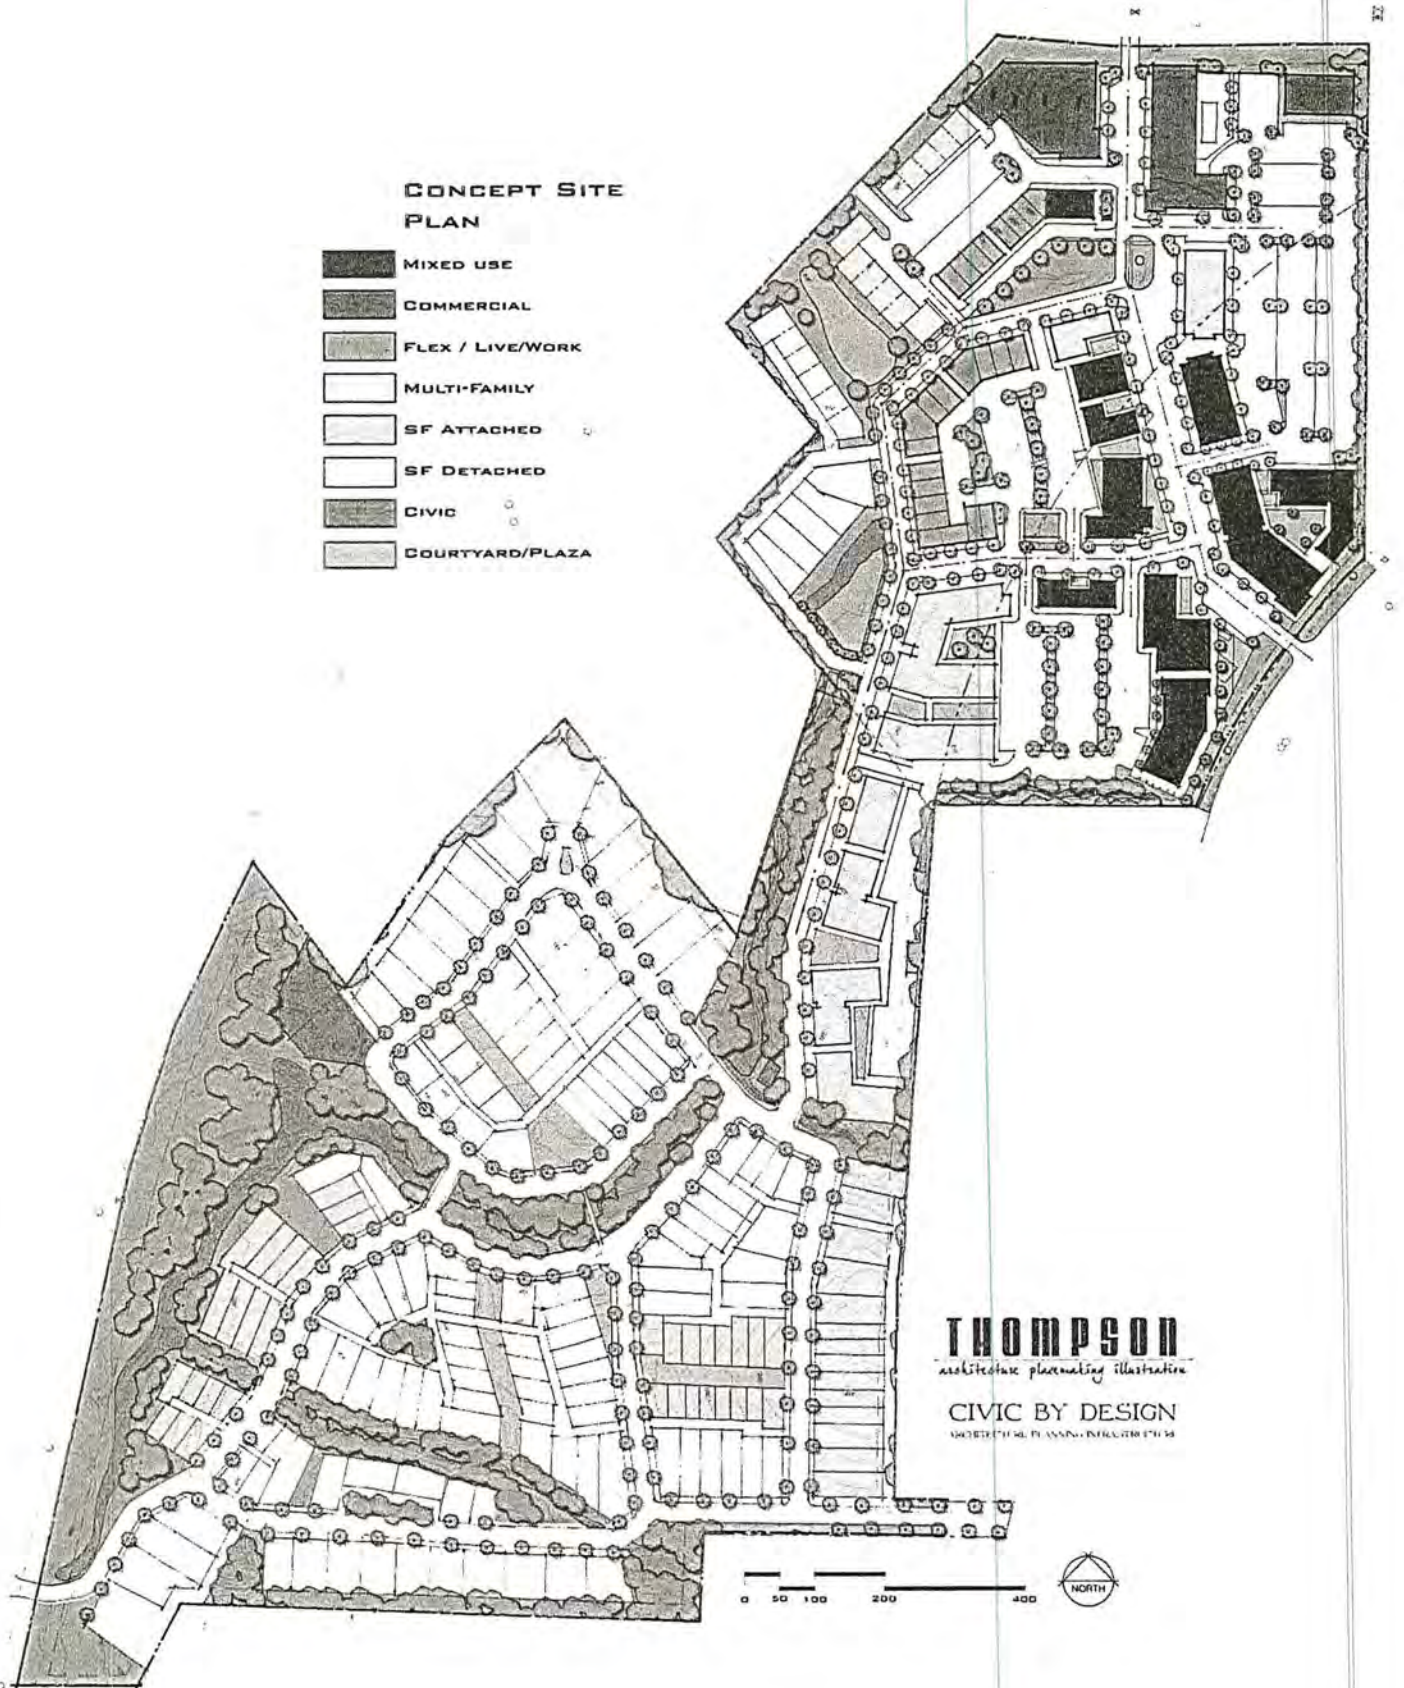 CONCEPT SITE
PLAN
MIXED USE
COMMERCIAL
FLEX / LIVE/WORK
MULTI-FAMILY
SF ATTACHED
SF DETACHED
CIVIC
COURTYARD/PLAZA
THOMPSON
architecture placemaking illustration
CIVIC BY DESIGN
0 50 100 200 400
NORTH